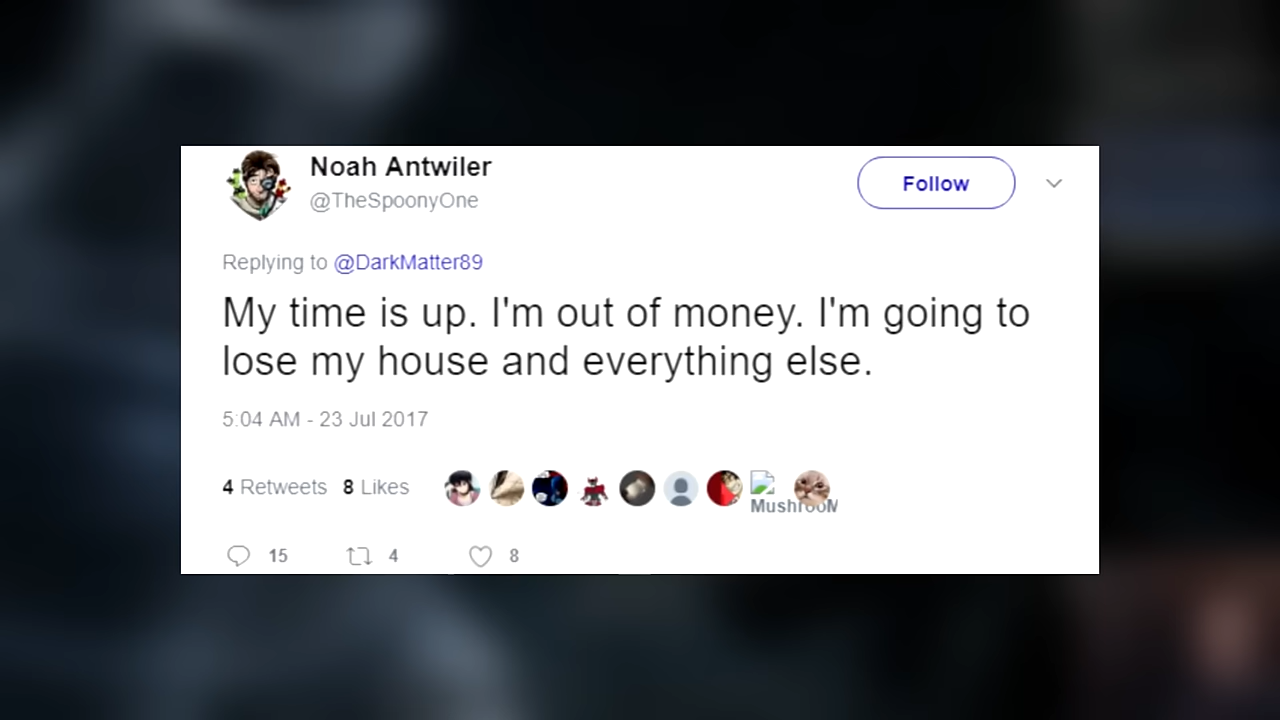 Noah Antwiler
@TheSpoonyOne
Follow
Replying to @DarkMatter89
My time is up. I'm out of money. I'm going to
lose my house and everything else.
5:04 AM - 23 Jul 2017
4 Retweets 8 Likes
MushrooM
15 4 8